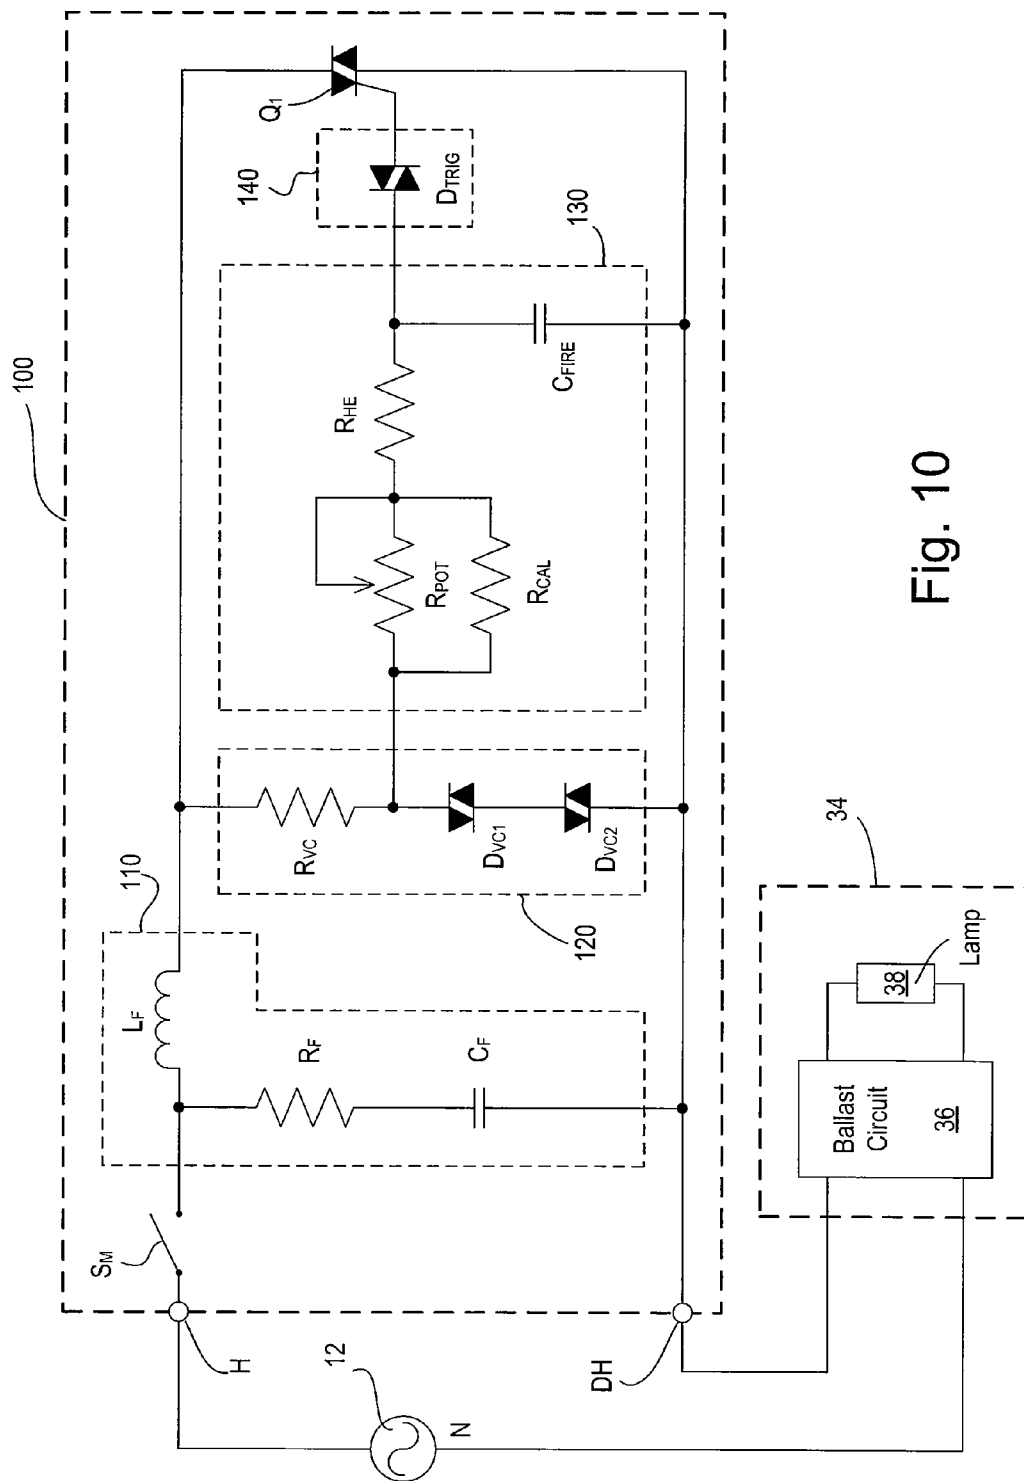 100
Q1
140
DTRIG
130
RHE
CFIRE
RPOT
RCAL
RVC
DVC1
DVC2
120
110
LF
RF
CF
SM
H
DH
12
N
34
38
Lamp
Ballast
Circuit
36
Fig. 10